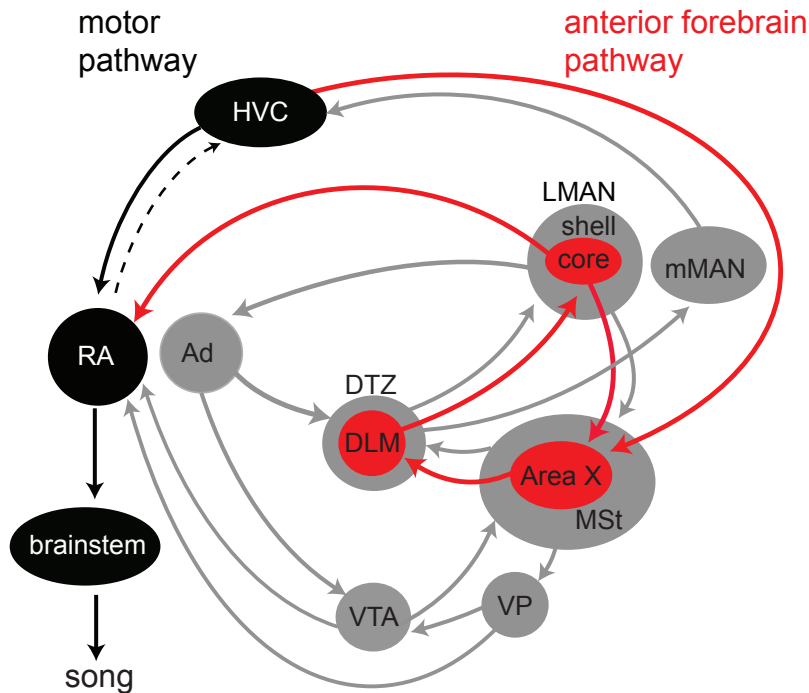 motor
pathway
anterior forebrain
pathway
HVC
LMAN
shell
core
mMAN
RA
Ad
DTZ
DLM
Area X
MSt
brainstem
VTA
VP
song